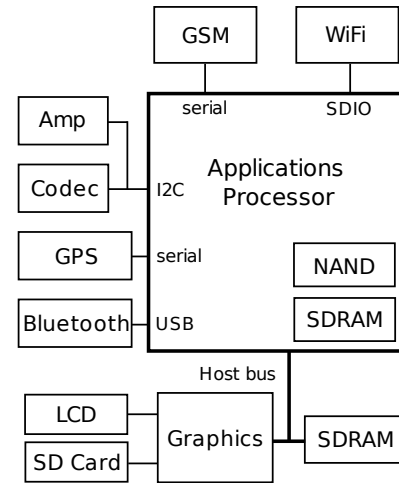 GSM
WiFi
serial
SDIO
Amp
Codec
I2C
Applications
Processor
GPS
serial
NAND
Bluetooth
USB
SDRAM
Host bus
LCD
Graphics
SDRAM
SD Card